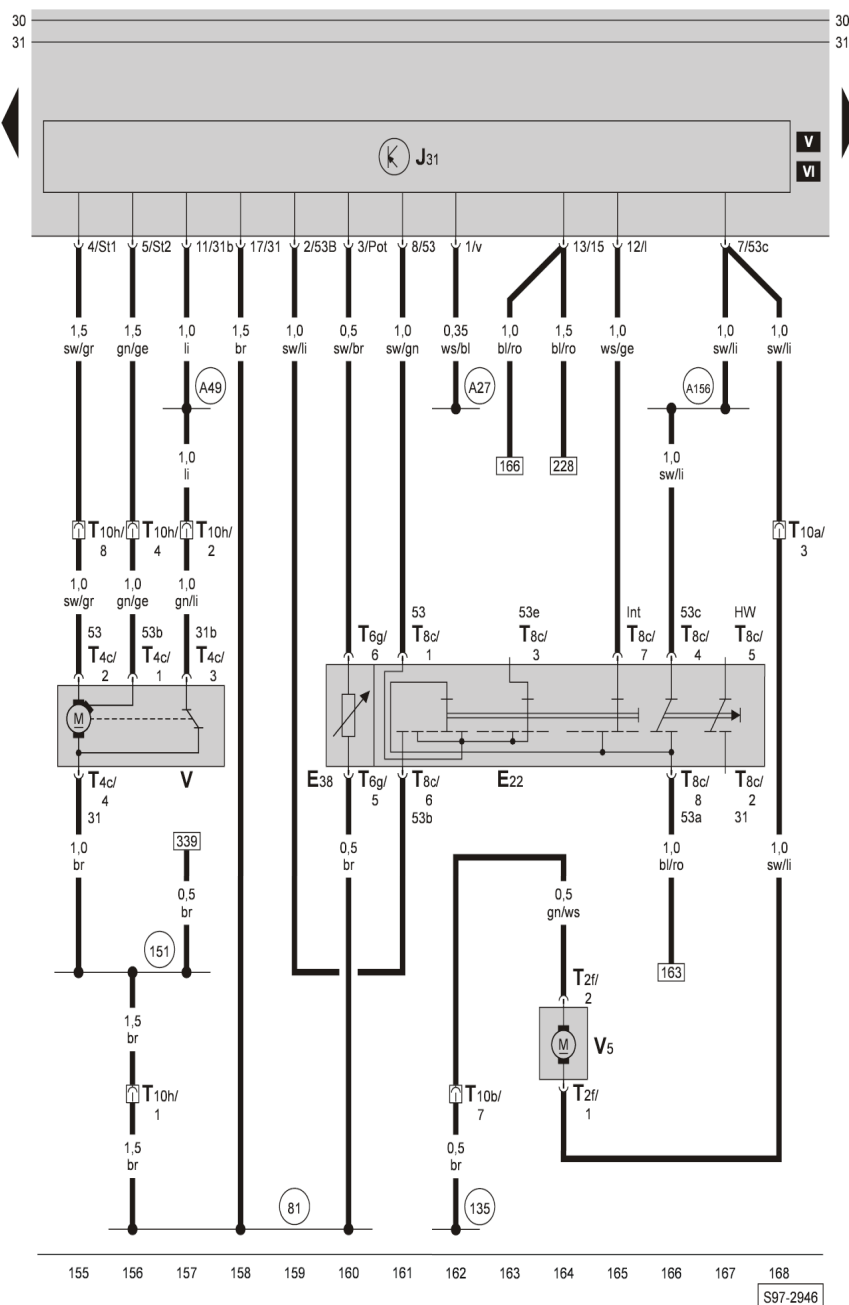 30 30
31 31
J31
V
VI
4/St1 5/St2 11/31b 17/31 2/53B 3/Pot 8/53 1/v 13/15 12/l 7/53c
1,5 1,5 1,0 1,5 1,0 0,5 1,0 0,35 1,0 1,5 1,0 1,0 1,0
sw/gr gn/ge li br sw/li sw/br sw/gn ws/bl bl/ro bl/ro ws/ge sw/li sw/li
A49 A27 A156
1,0 1,0
li sw/li
166 228
T10h/ T10h/ T10h/ T10a/
8 4 2 3
1,0 1,0 1,0
sw/gr gn/ge gn/li
53 53e Int 53c HW
T6g/ T8c/ T8c/ T8c/ T8c/ T8c/
6 1 3 7 4 5
53 53b 31b
T4c/ T4c/ T4c/
2 1 3
M
T4c/ V E38 T6g/ T8c/ E22 T8c/ T8c/
4 5 6 8 2
31 53b 53a 31
339
1,0 0,5 1,0 1,0
br br bl/ro sw/li
0,5 0,5
br gn/ws
151
163
T2f/
2
1,5
br
M V5
T10h/ T10b/ T2f/
1 7 1
1,5 0,5
br br
81 135
155 156 157 158 159 160 161 162 163 164 165 166 167 168
S97-2946